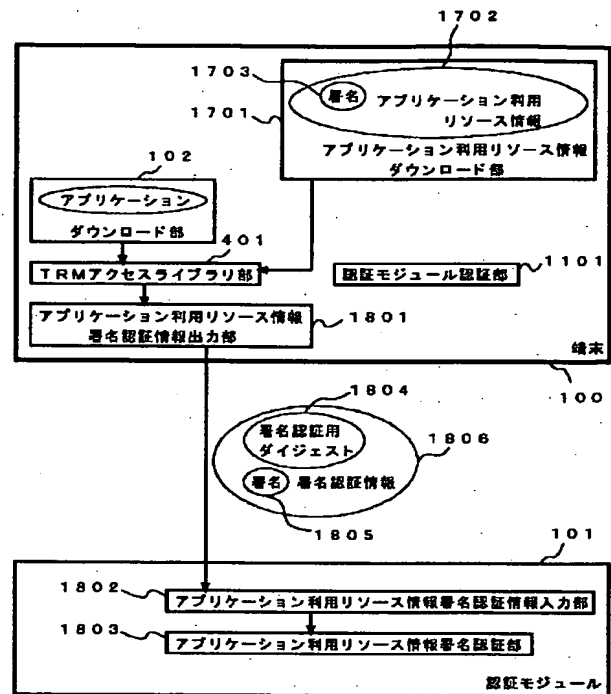 1702
1703
署名
アプリケーション利用
リソース情報
1701
アプリケーション利用リソース情報
ダウンロード部
102
アプリケーション
ダウンロード部
401
TRMアクセスライブラリ部
認証モジュール認証部
1101
アプリケーション利用リソース情報
署名認証情報出力部
1801
端末
100
1804
署名認証用
ダイジェスト
1806
署名
署名認証情報
1805
101
1802
アプリケーション利用リソース情報署名認証情報入力部
1803
アプリケーション利用リソース情報署名認証部
認証モジュール